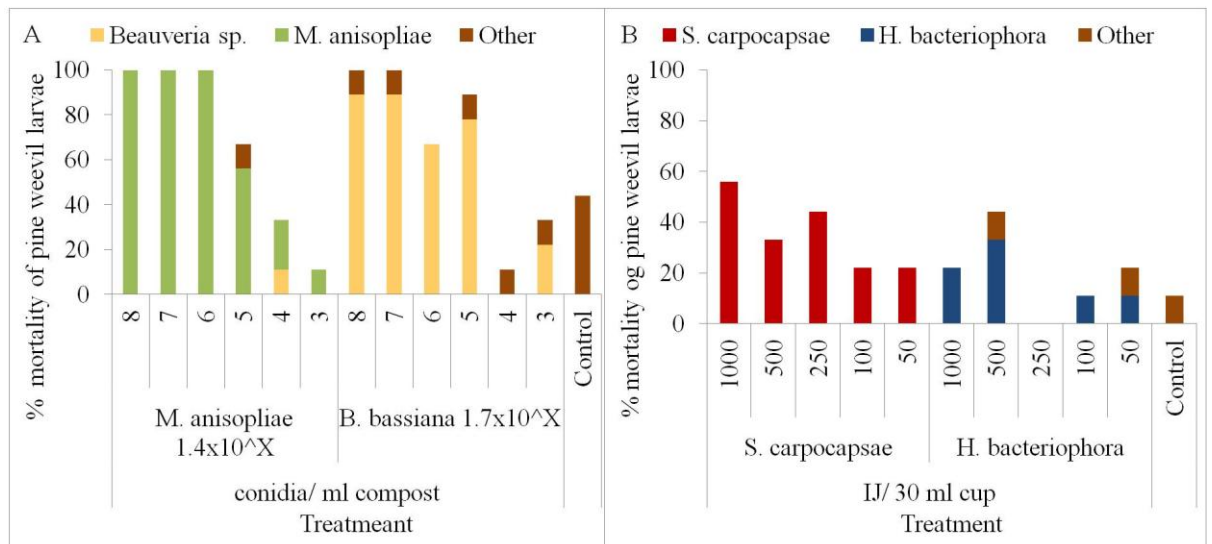 A Beauveria sp. M. anisopliae Other
% mortality of pine weevil larvae
100
80
60
40
20
0
8 7 6 5 4 3 8 7 6 5 4 3 Control
M. anisopliae B. bassiana 1.7x10^X
1.4x10^X
conidia/ ml compost
Treatmeant
B S. carpocapsae H. bacteriophora Other
% mortality og pine weevil larvae
100
80
60
40
20
0
1000 500 250 100 50 1000 500 250 100 50 Control
S. carpocapsae H. bacteriophora
IJ/ 30 ml cup
Treatment